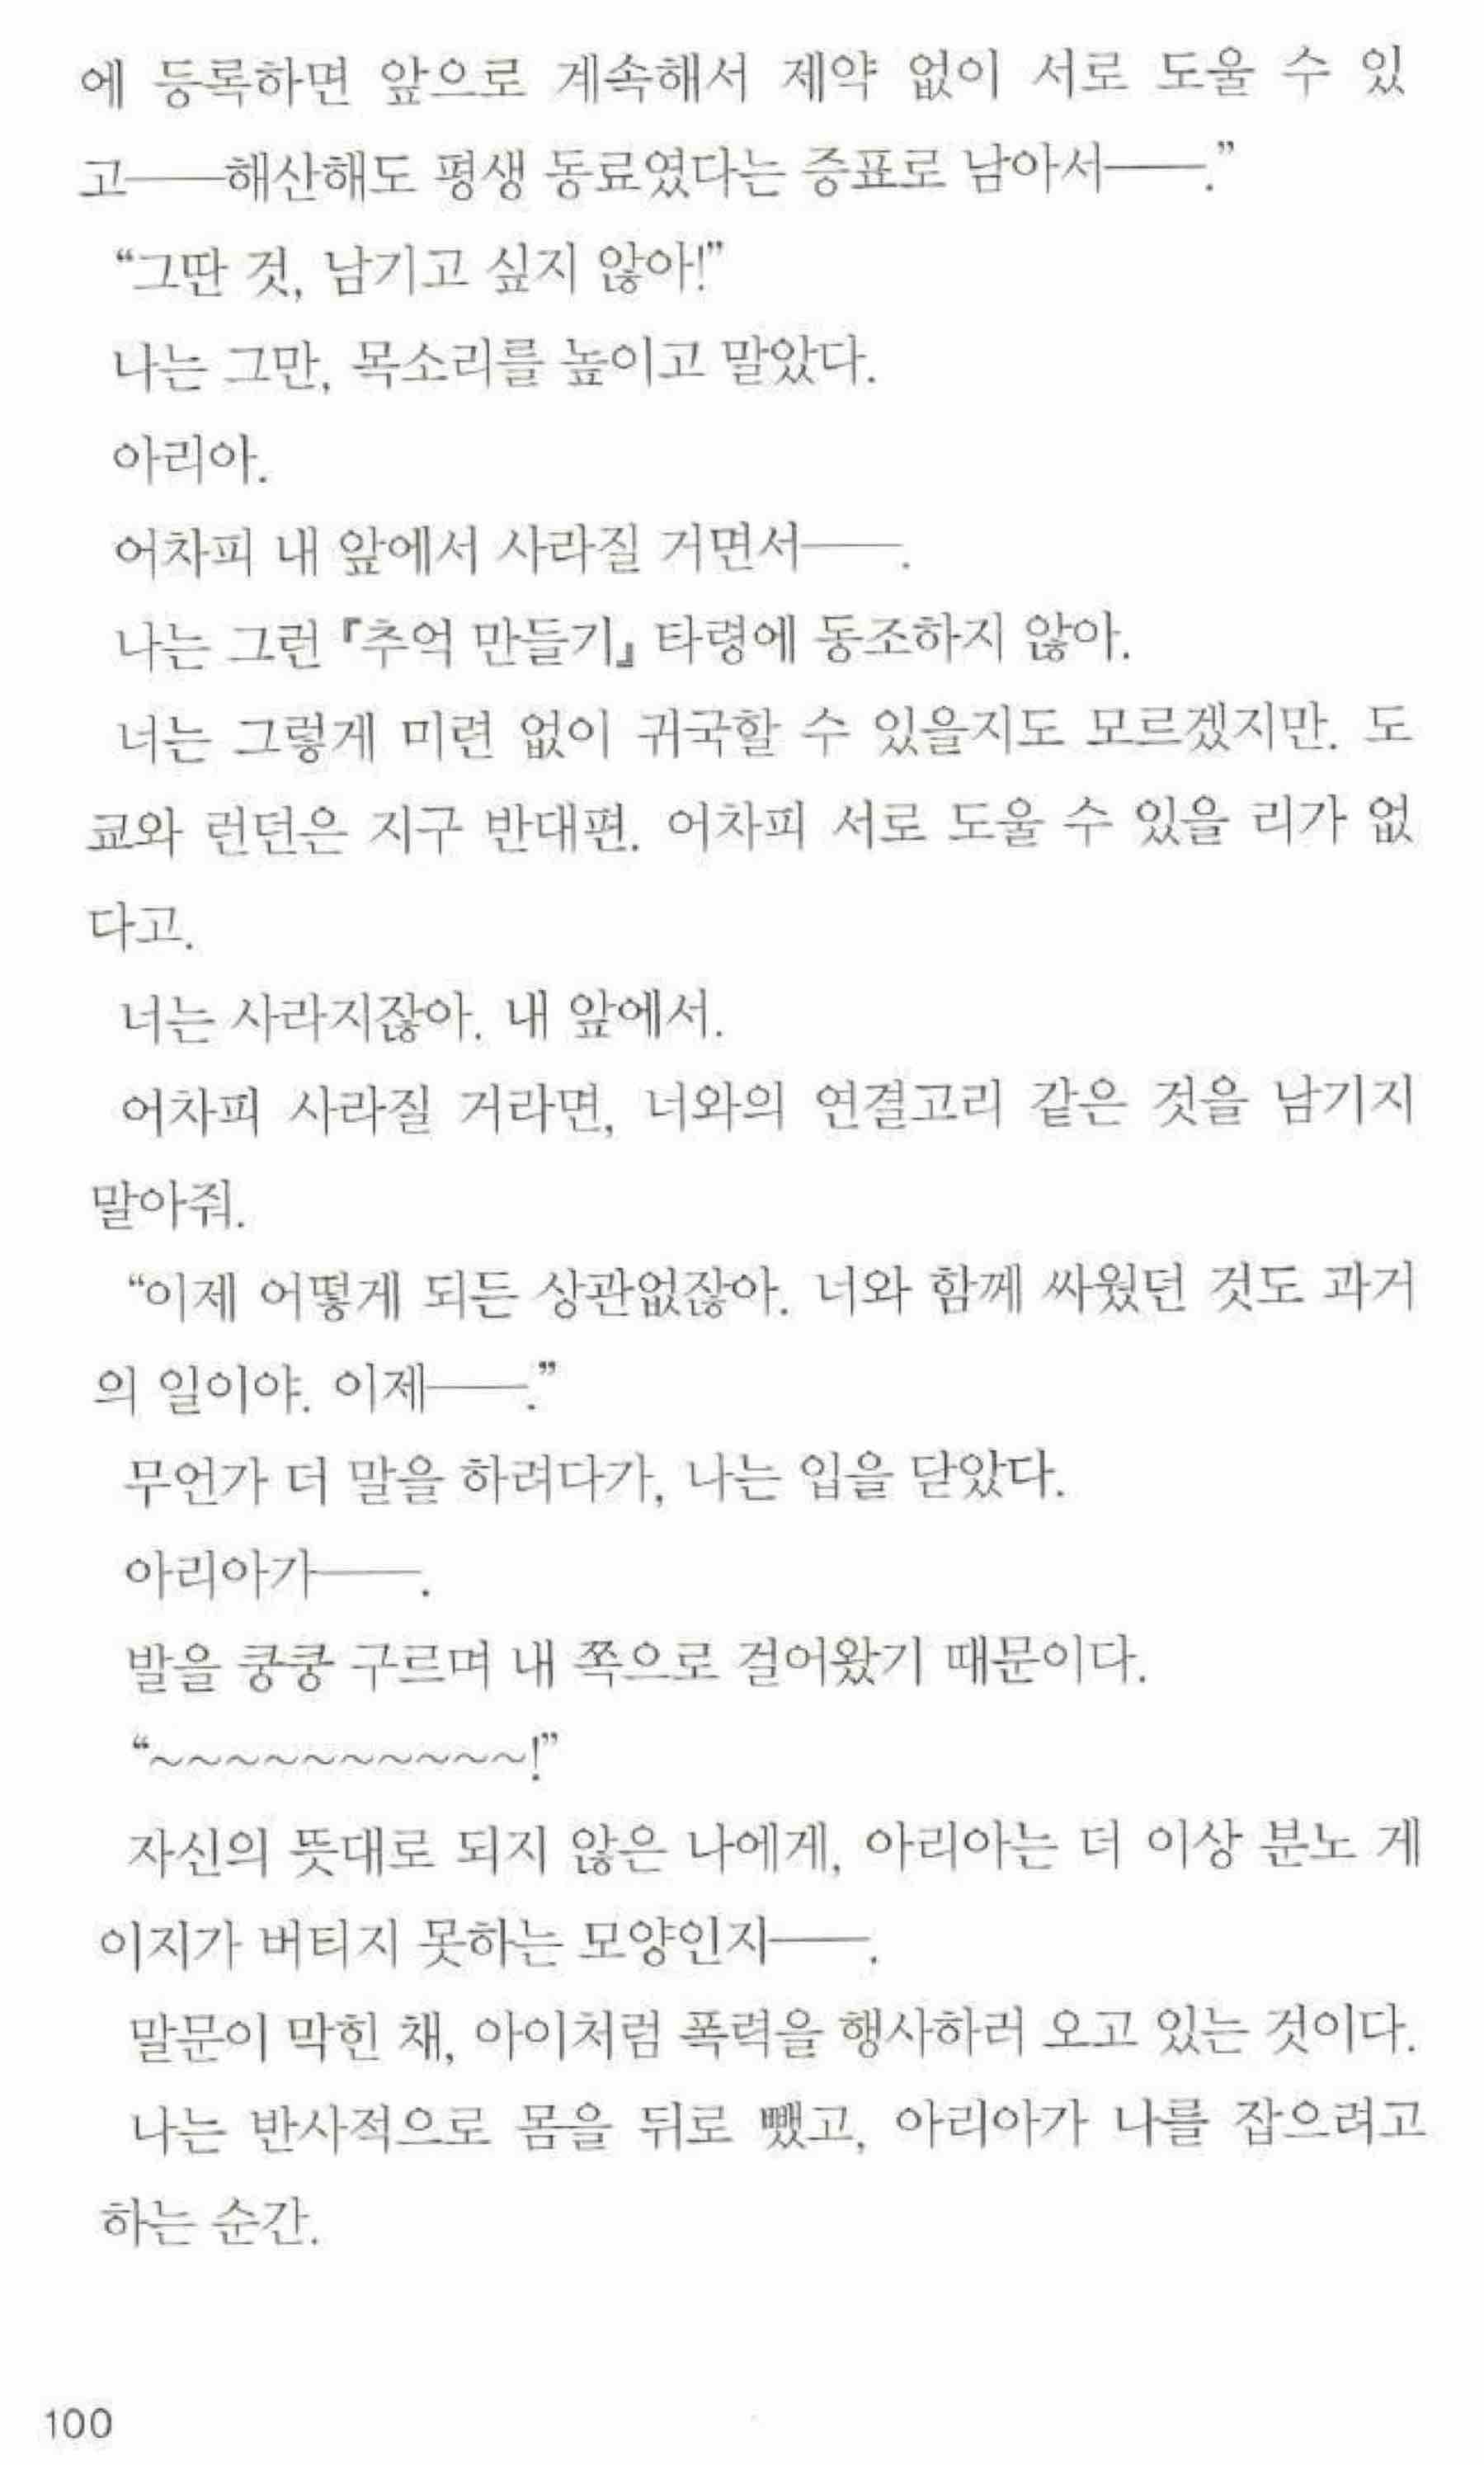 에 등록하면 앞으로 계속해서 제약 없이 서로 도울 수 있
고――해산해도 평생 동료였다는 증표로 남아서――.”
“그딴 것, 남기고 싶지 않아!”
나는 그만, 목소리를 높이고 말았다.
아리아.
어차피 내 앞에서 사라질 거면서――.
나는 그런 『추억 만들기』 타령에 동조하지 않아.
너는 그렇게 미련 없이 귀국할 수 있을지도 모르겠지만. 도
쿄와 런던은 지구 반대편. 어차피 서로 도울 수 있을 리가 없
다고.
너는 사라지잖아. 내 앞에서.
어차피 사라질 거라면, 너와의 연결고리 같은 것을 남기지
말아줘.
“이제 어떻게 되든 상관없잖아. 너와 함께 싸웠던 것도 과거
의 일이야. 이제――.”
무언가 더 말을 하려다가, 나는 입을 닫았다.
아리아가――.
발을 쿵쿵 구르며 내 쪽으로 걸어왔기 때문이다.
“~~~~~~~~~~!”
자신의 뜻대로 되지 않은 나에게, 아리아는 더 이상 분노 게
이지가 버티지 못하는 모양인지――.
말문이 막힌 채, 아이처럼 폭력을 행사하러 오고 있는 것이다.
나는 반사적으로 몸을 뒤로 뺐고, 아리아가 나를 잡으려고
하는 순간.
100